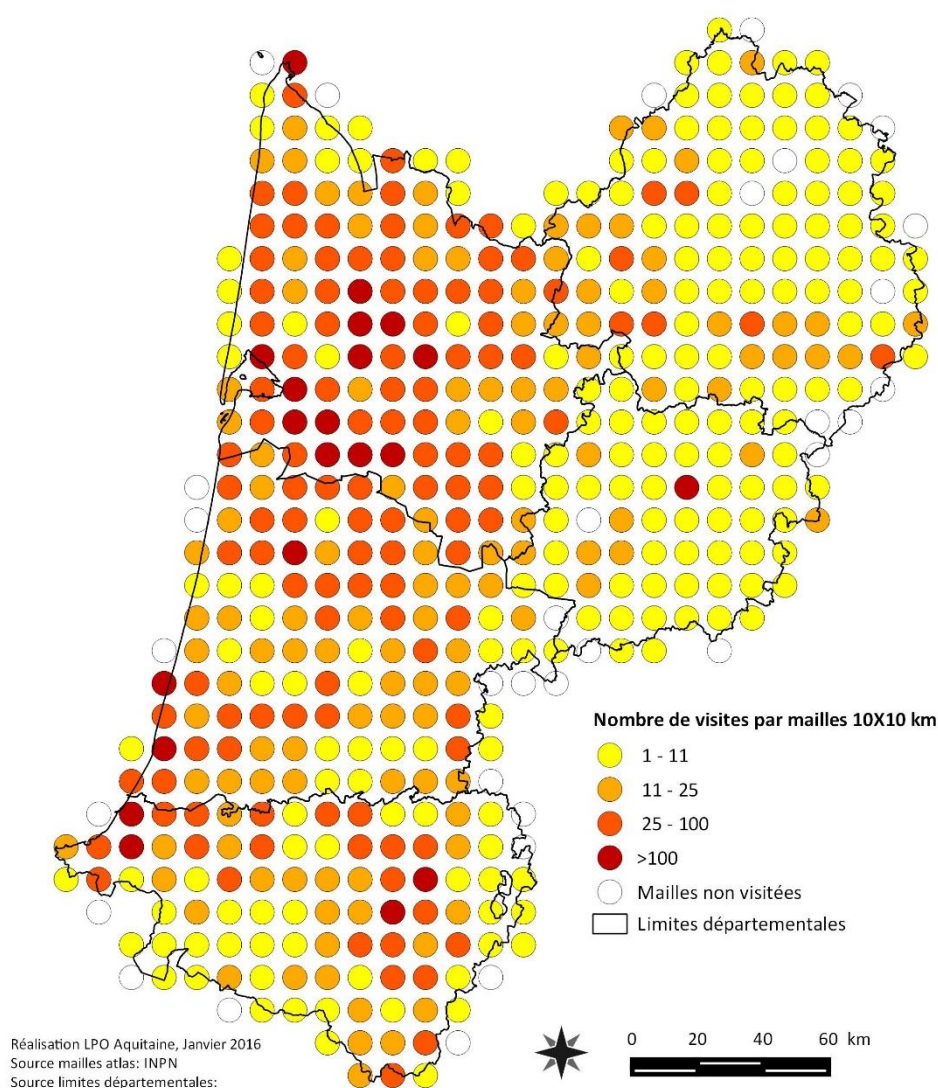 Nombre de visites par mailles 10X10 km
1 - 11
11 - 25
25 - 100
>100
Mailles non visitées
Limites départementales
Réalisation LPO Aquitaine, Janvier 2016
Source mailles atlas: INPN
Source limites départementales:
0 20 40 60 km